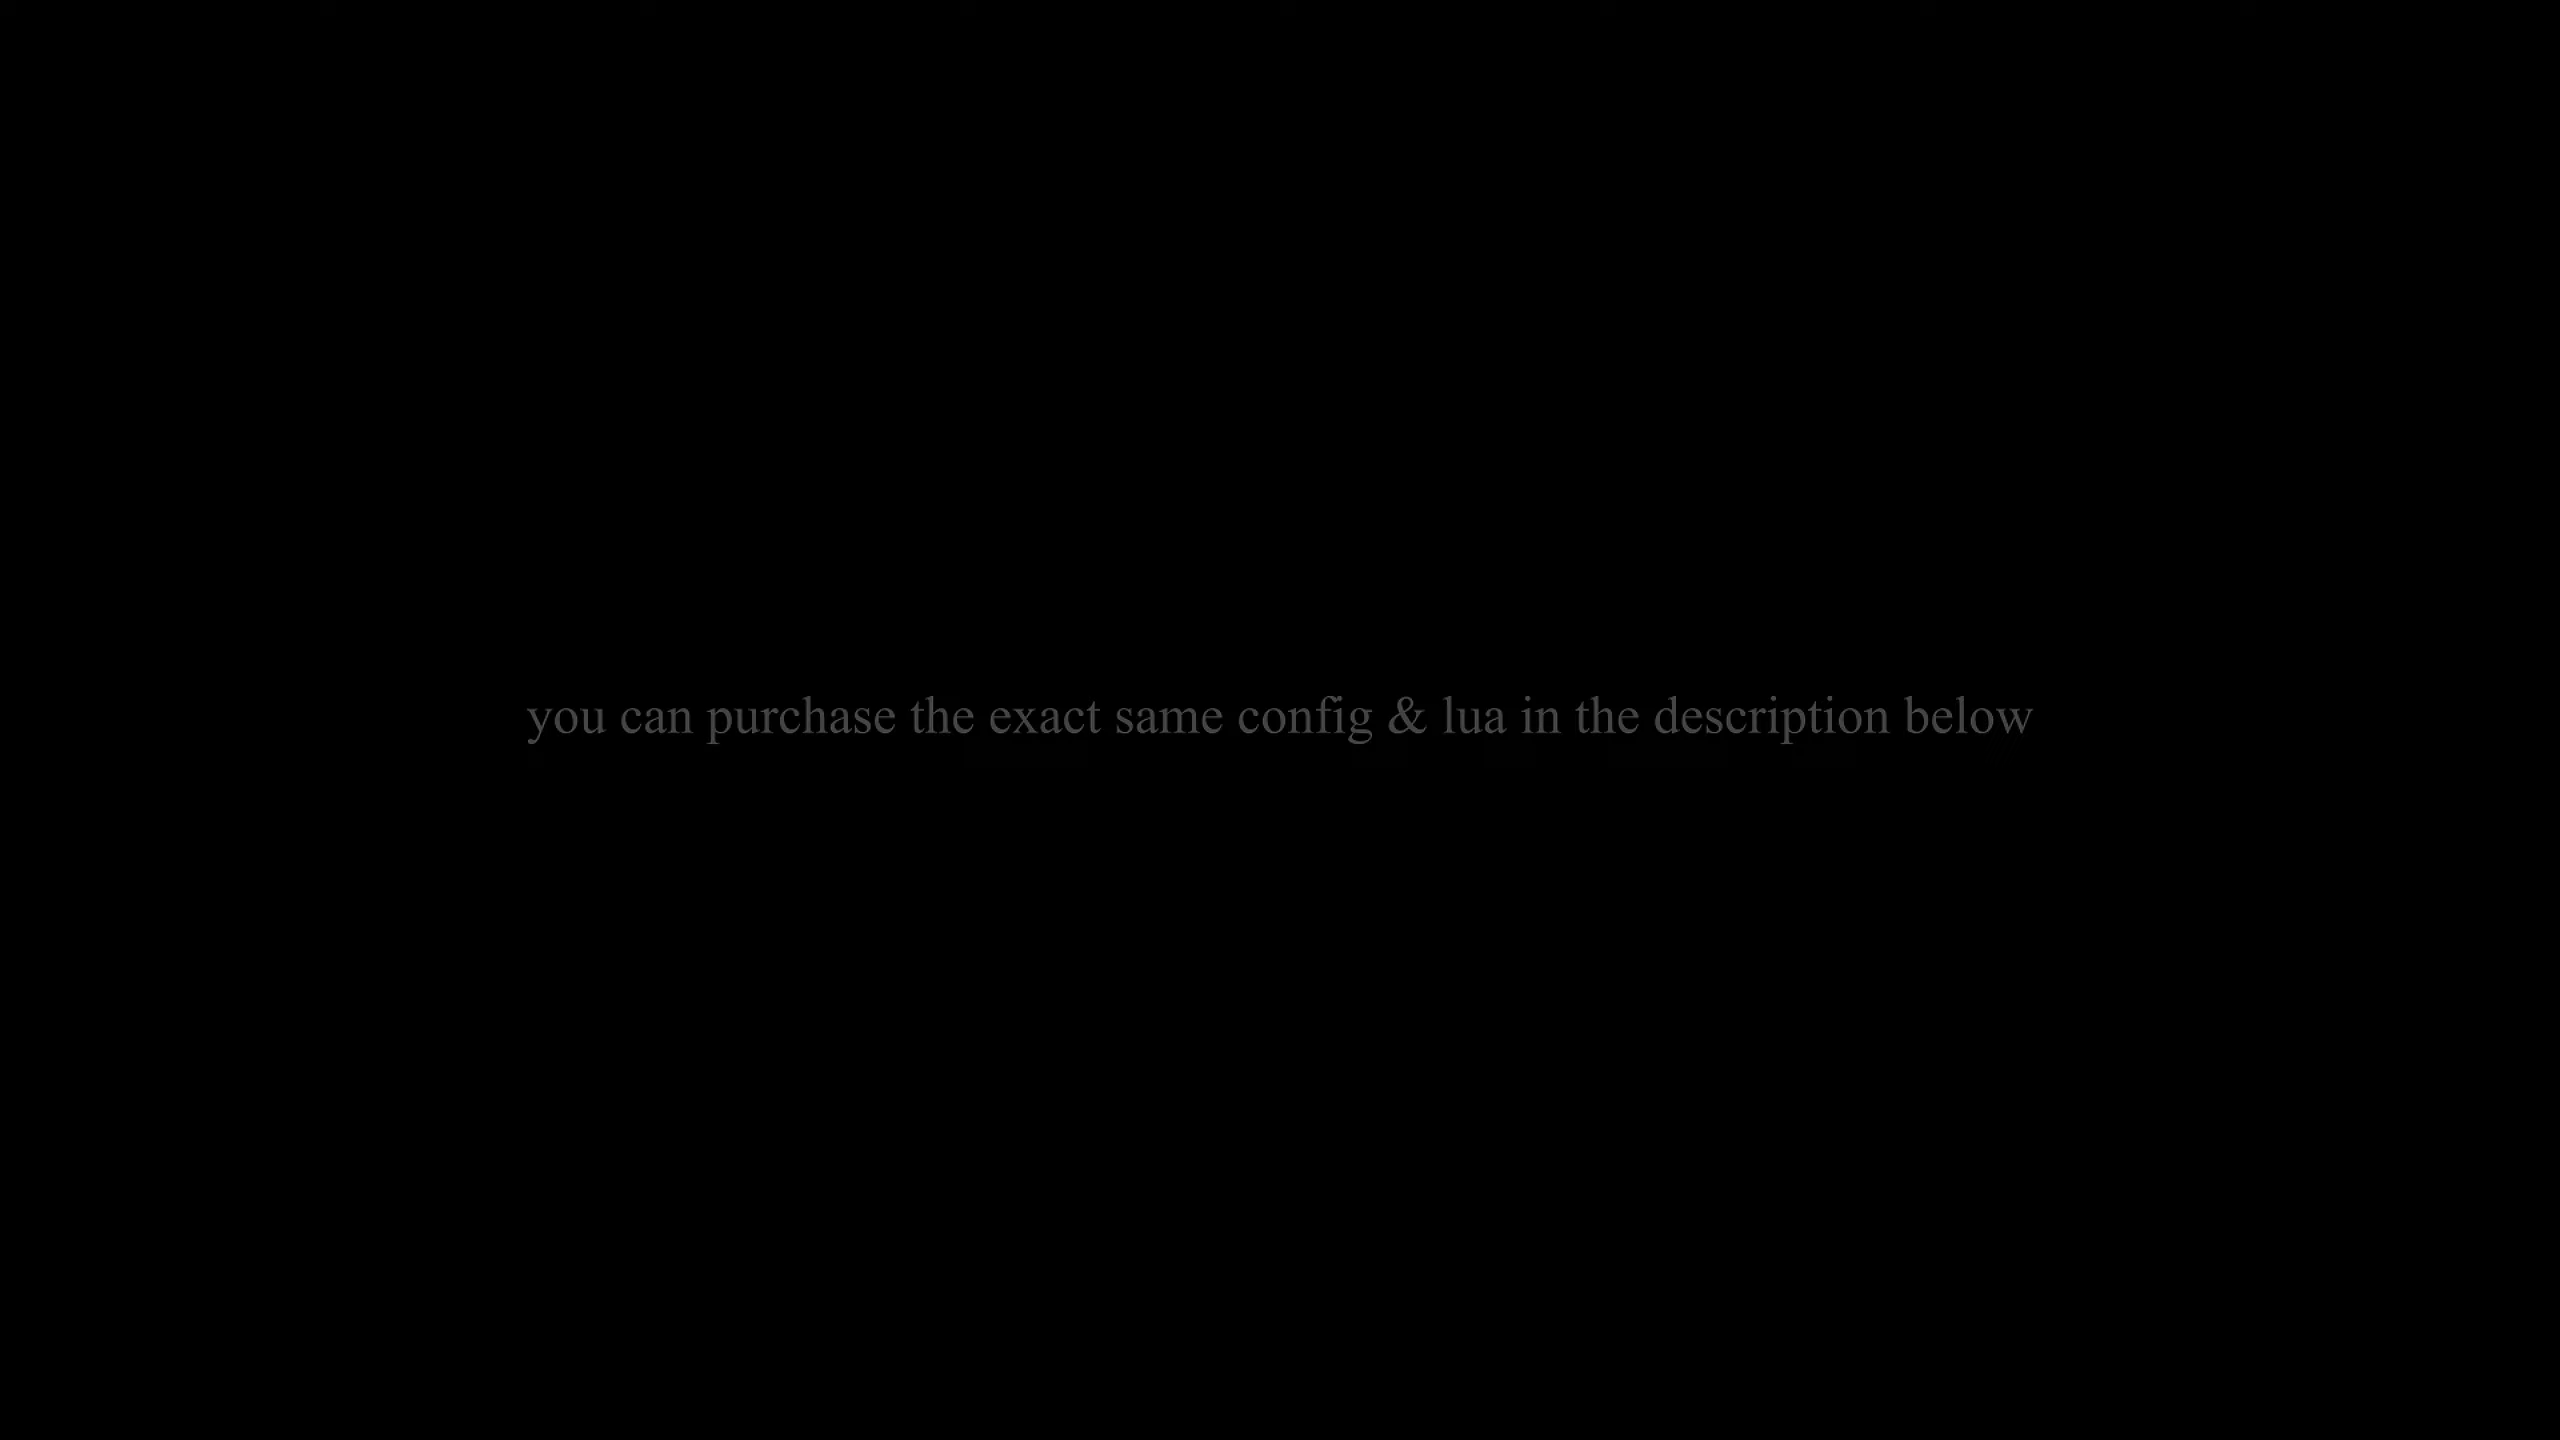 you can purchase the exact same config & lua in the description below